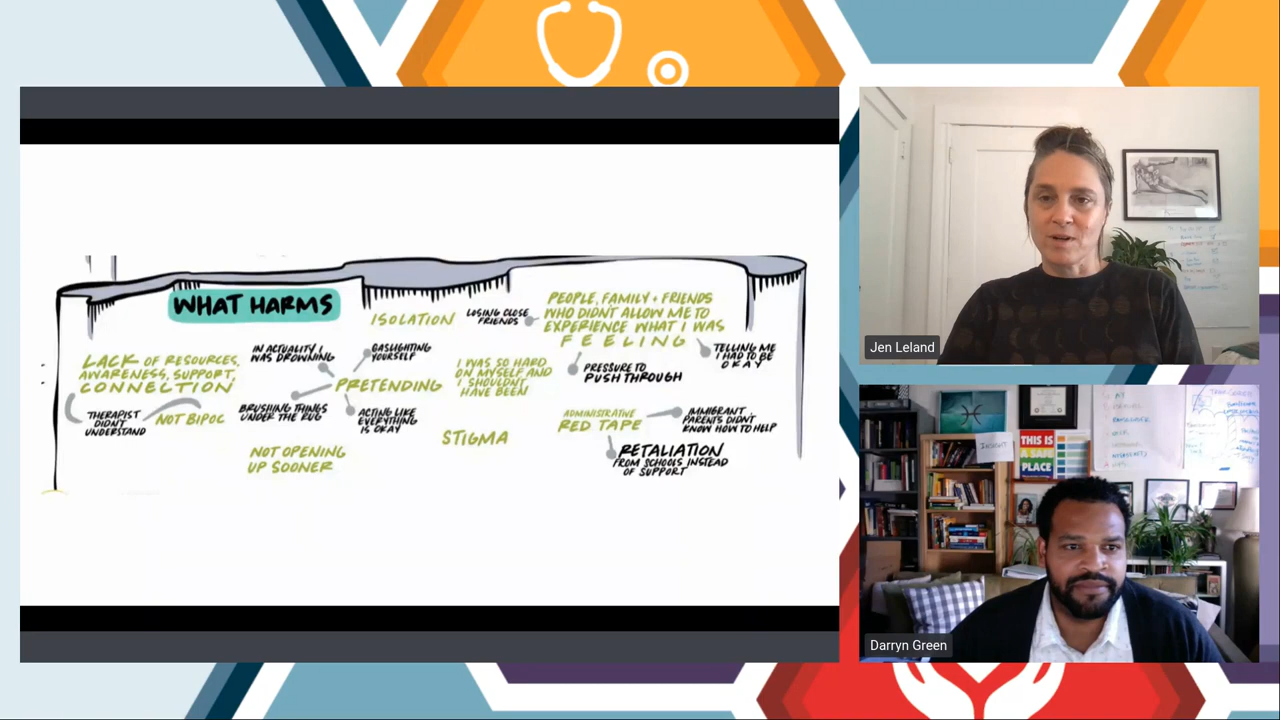 WHAT HARMS
LACK OF RESOURCES,
AWARENESS, SUPPORT,
CONNECTION
THERAPIST
DIDN'T
UNDERSTAND
NOT BIPOC
IN ACTUALITY I
WAS DROWNING
GASLIGHTING
YOURSELF
PRETENDING
BRUSHING THINGS
UNDER THE RUG
ACTING LIKE
EVERYTHING
IS OKAY
NOT OPENING
UP SOONER
ISOLATION
LOSING CLOSE
FRIENDS
PEOPLE, FAMILY + FRIENDS
WHO DIDN'T ALLOW ME TO
EXPERIENCE WHAT I WAS
FEELING
I WAS SO HARD
ON MYSELF AND
I SHOULDN'T
HAVE BEEN
PRESSURE TO
PUSH THROUGH
TELLING ME
I HAD TO BE
OKAY
STIGMA
ADMINISTRATIVE
RED TAPE
IMMIGRANT
PARENTS DIDN'T
KNOW HOW TO HELP
RETALIATION
FROM SCHOOLS INSTEAD
OF SUPPORT
Jen Leland
INSIGHT
THIS IS
A SAFE
PLACE
Darryn Green